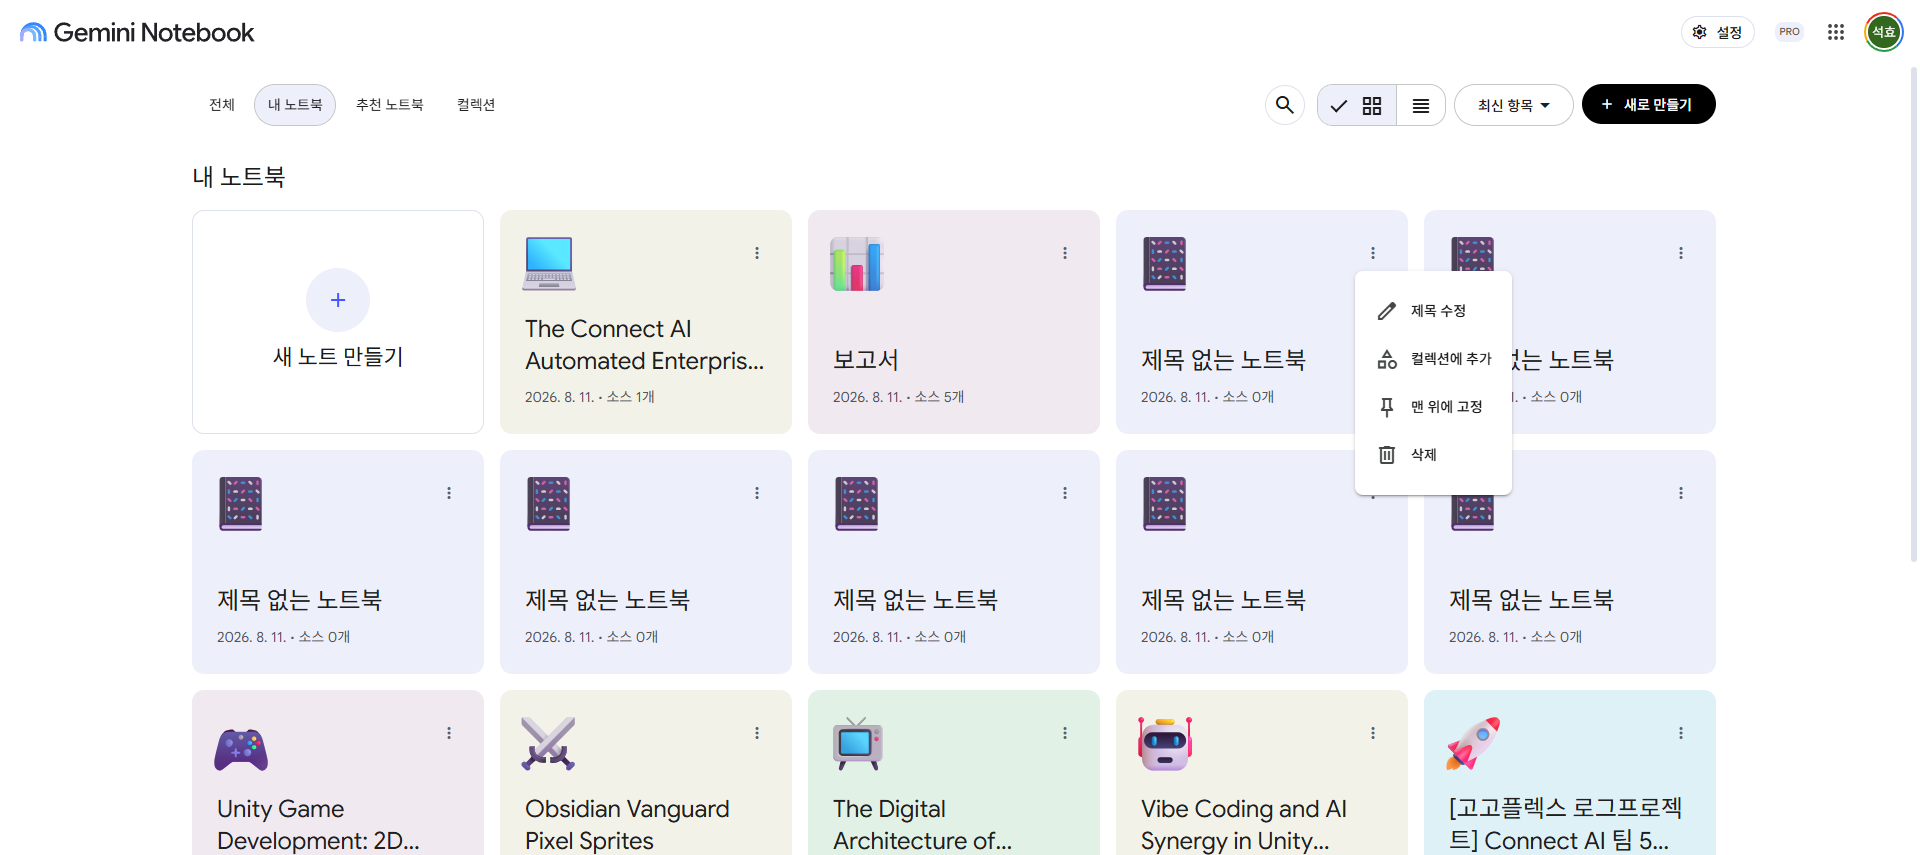 Gemini Notebook
설정
PRO
석효
전체
내 노트북
추천 노트북
컬렉션
최신 항목
새로 만들기
내 노트북
새 노트 만들기
The Connect AI
Automated Enterpris...
2026. 8. 11. • 소스 1개
보고서
2026. 8. 11. • 소스 5개
제목 없는 노트북
2026. 8. 11. • 소스 0개
없는 노트북
• 소스 0개
제목 수정
컬렉션에 추가
맨 위에 고정
삭제
제목 없는 노트북
2026. 8. 11. • 소스 0개
제목 없는 노트북
2026. 8. 11. • 소스 0개
제목 없는 노트북
2026. 8. 11. • 소스 0개
제목 없는 노트북
2026. 8. 11. • 소스 0개
제목 없는 노트북
2026. 8. 11. • 소스 0개
Unity Game
Development: 2D...
Obsidian Vanguard
Pixel Sprites
The Digital
Architecture of...
Vibe Coding and AI
Synergy in Unity...
[고고플렉스 로그프로젝
트] Connect AI 팀 5...